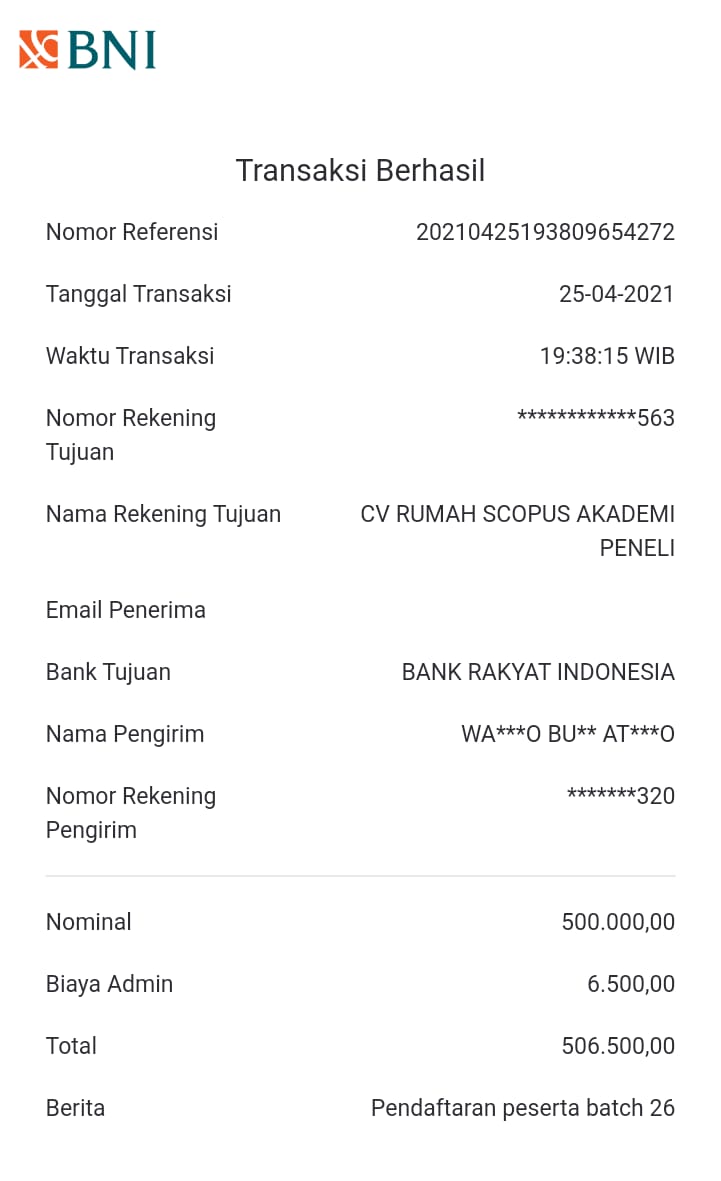 BNI
Transaksi Berhasil
Nomor Referensi 20210425193809654272
Tanggal Transaksi 25-04-2021
Waktu Transaksi 19:38:15 WIB
Nomor Rekening ************563
Tujuan
Nama Rekening Tujuan CV RUMAH SCOPUS AKADEMI
PENELI
Email Penerima
Bank Tujuan BANK RAKYAT INDONESIA
Nama Pengirim WA***O BU** AT***O
Nomor Rekening *******320
Pengirim
Nominal 500.000,00
Biaya Admin 6.500,00
Total 506.500,00
Berita Pendaftaran peserta batch 26